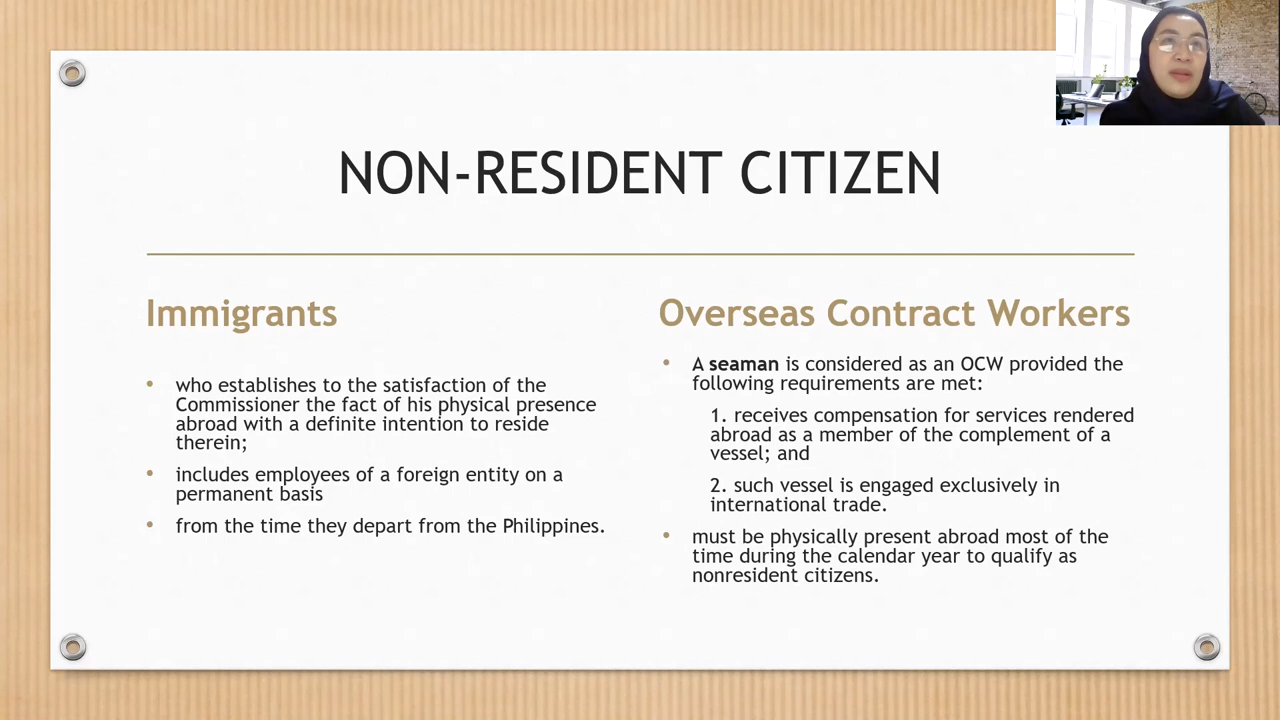 NON-RESIDENT CITIZEN
Immigrants
who establishes to the satisfaction of the
Commissioner the fact of his physical presence
abroad with a definite intention to reside
therein;
includes employees of a foreign entity on a
permanent basis
from the time they depart from the Philippines.
Overseas Contract Workers
A seaman is considered as an OCW provided the
following requirements are met:
1. receives compensation for services rendered
abroad as a member of the complement of a
vessel; and
2. such vessel is engaged exclusively in
international trade.
must be physically present abroad most of the
time during the calendar year to qualify as
nonresident citizens.